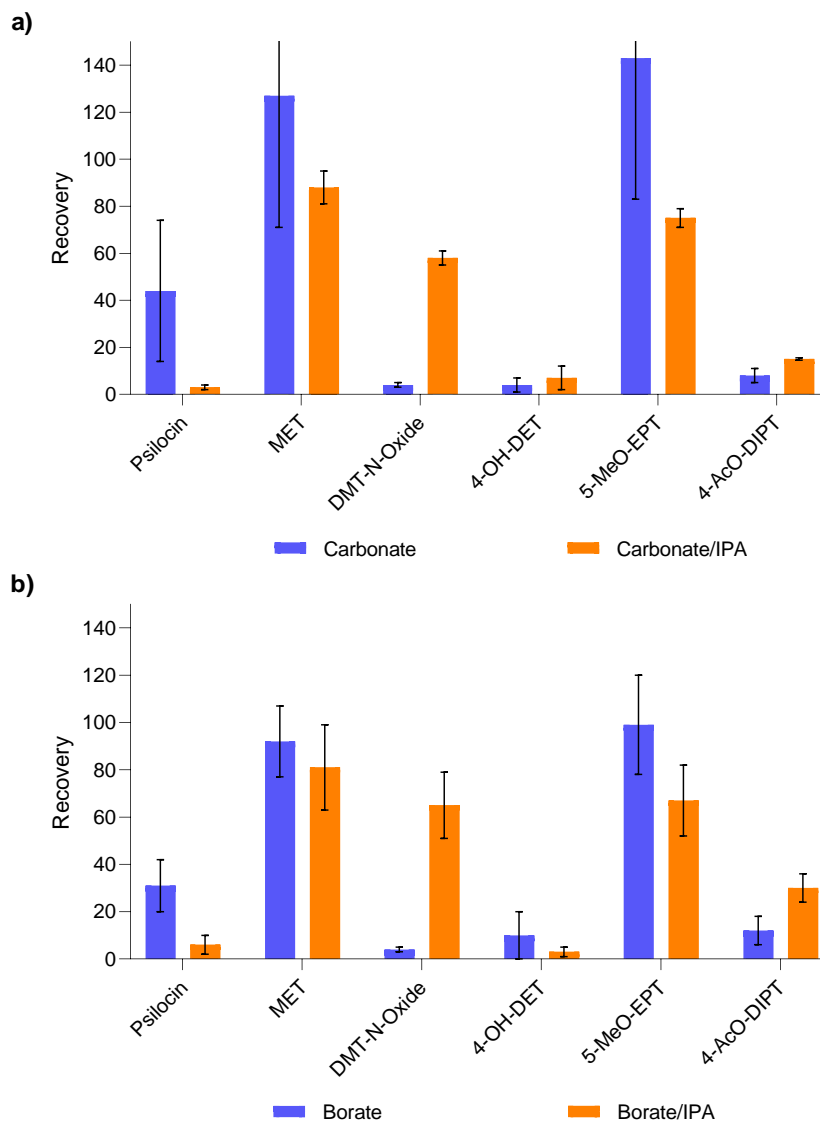 a)
Recovery
140
120
100
80
60
40
20
0
Psilocin
MET
DMT-N-Oxide
4-OH-DET
5-MeO-EPT
4-AcO-DIPT
Carbonate
Carbonate/IPA
b)
Recovery
140
120
100
80
60
40
20
0
Psilocin
MET
DMT-N-Oxide
4-OH-DET
5-MeO-EPT
4-AcO-DIPT
Borate
Borate/IPA